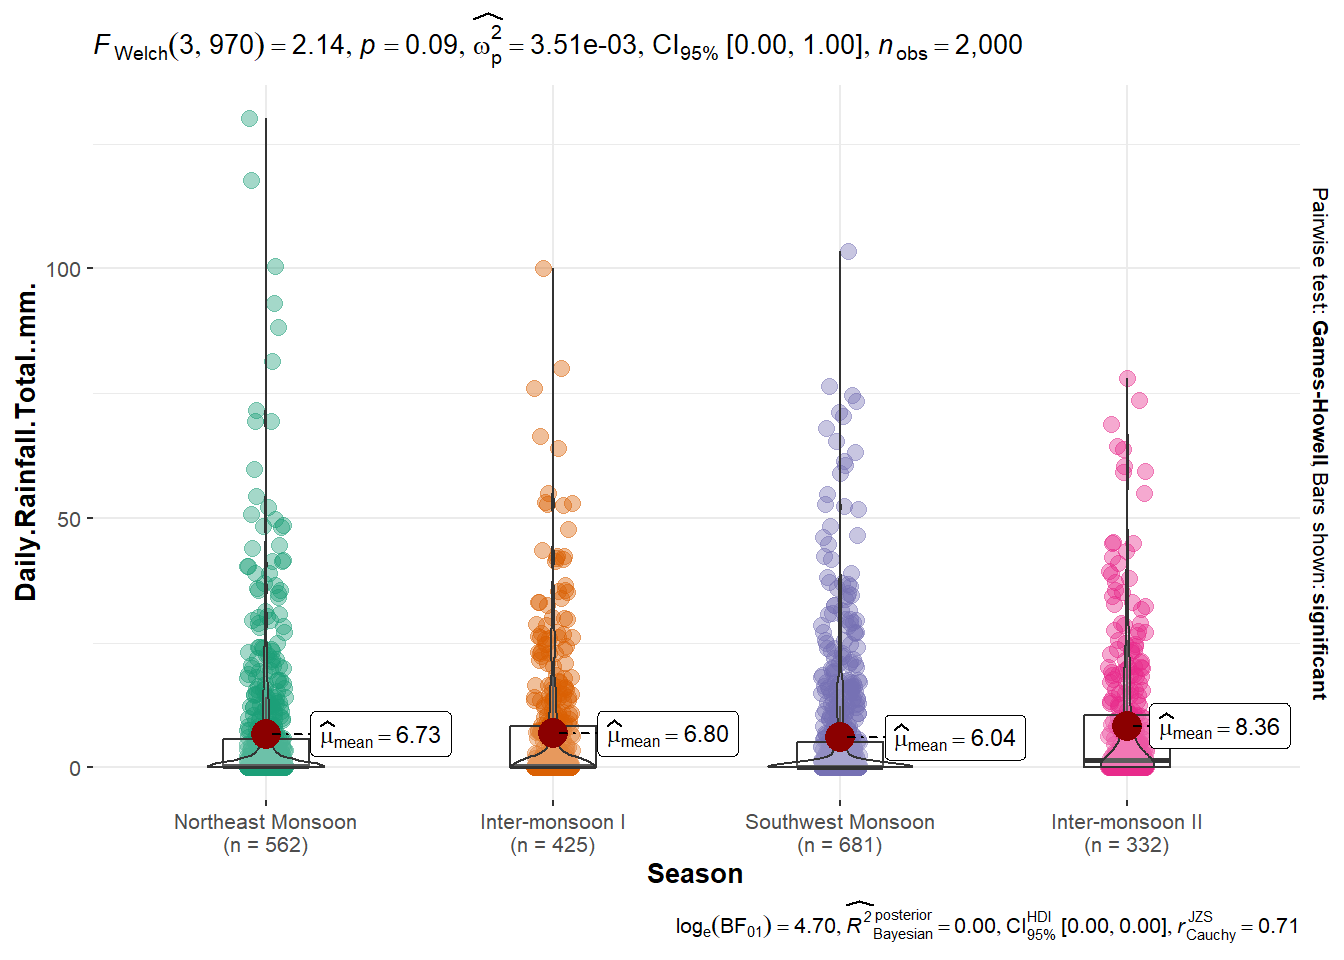 F Welch(3, 970) = 2.14, p = 0.09, ω̂²p = 3.51e-03, CI95% [0.00, 1.00], nobs = 2,000
Daily.Rainfall.Total..mm.
100
50
0
μ̂mean = 6.73
μ̂mean = 6.80
μ̂mean = 6.04
μ̂mean = 8.36
Pairwise test: Games-Howell, Bars shown: significant
Northeast Monsoon
(n = 562)
Inter-monsoon I
(n = 425)
Southwest Monsoon
(n = 681)
Inter-monsoon II
(n = 332)
Season
loge(BF01) = 4.70, R̂² posterior Bayesian = 0.00, CI HDI 95% [0.00, 0.00], r JZS Cauchy = 0.71